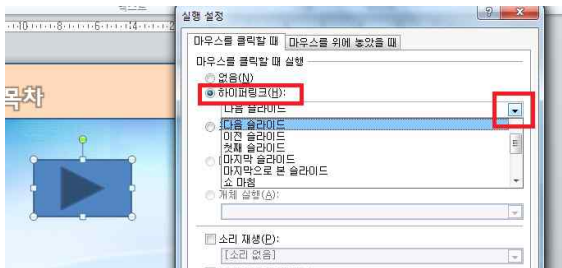 실행 설정
마우스를 클릭할 때
마우스를 위에 놓았을 때
마우스를 클릭할 때 실행
없음(N)
하이퍼링크(H):
다음 슬라이드
다음 슬라이드
이전 슬라이드
첫째 슬라이드
마지막 슬라이드
마지막으로 본 슬라이드
쇼 마침
개체 실행(A):
소리 재생(P):
[소리 없음]
목차